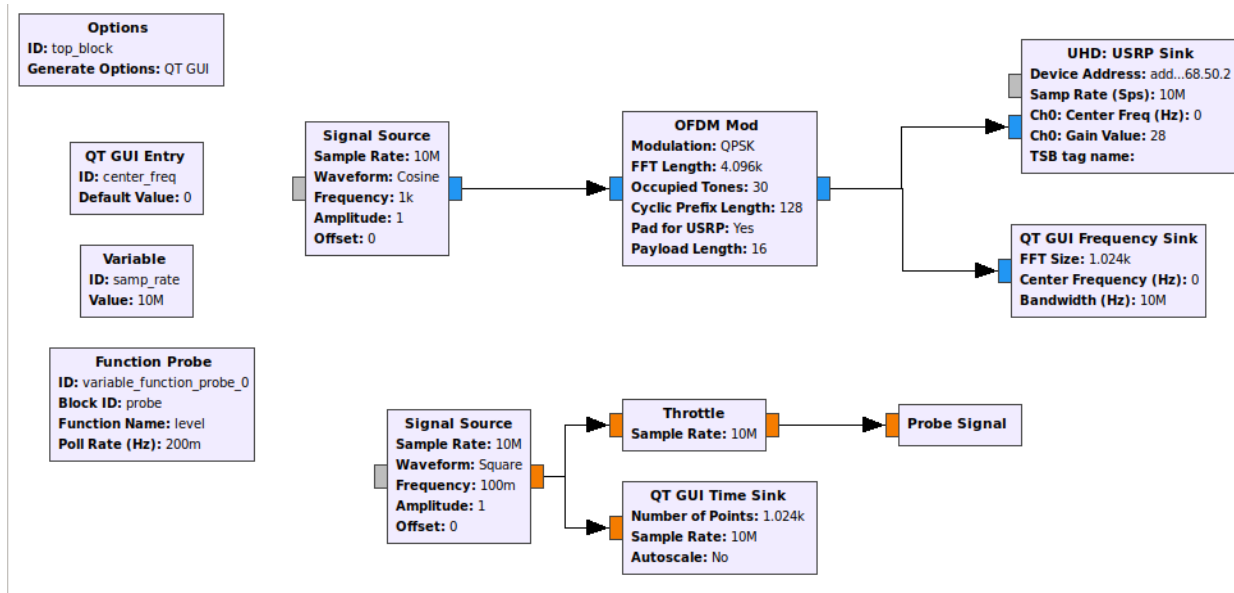 Options
ID: top_block
Generate Options: QT GUI
QT GUI Entry
ID: center_freq
Default Value: 0
Variable
ID: samp_rate
Value: 10M
Function Probe
ID: variable_function_probe_0
Block ID: probe
Function Name: level
Poll Rate (Hz): 200m
Signal Source
Sample Rate: 10M
Waveform: Cosine
Frequency: 1k
Amplitude: 1
Offset: 0
OFDM Mod
Modulation: QPSK
FFT Length: 4.096k
Occupied Tones: 30
Cyclic Prefix Length: 128
Pad for USRP: Yes
Payload Length: 16
UHD: USRP Sink
Device Address: add...68.50.2
Samp Rate (Sps): 10M
Ch0: Center Freq (Hz): 0
Ch0: Gain Value: 28
TSB tag name:
QT GUI Frequency Sink
FFT Size: 1.024k
Center Frequency (Hz): 0
Bandwidth (Hz): 10M
Signal Source
Sample Rate: 10M
Waveform: Square
Frequency: 100m
Amplitude: 1
Offset: 0
Throttle
Sample Rate: 10M
Probe Signal
QT GUI Time Sink
Number of Points: 1.024k
Sample Rate: 10M
Autoscale: No